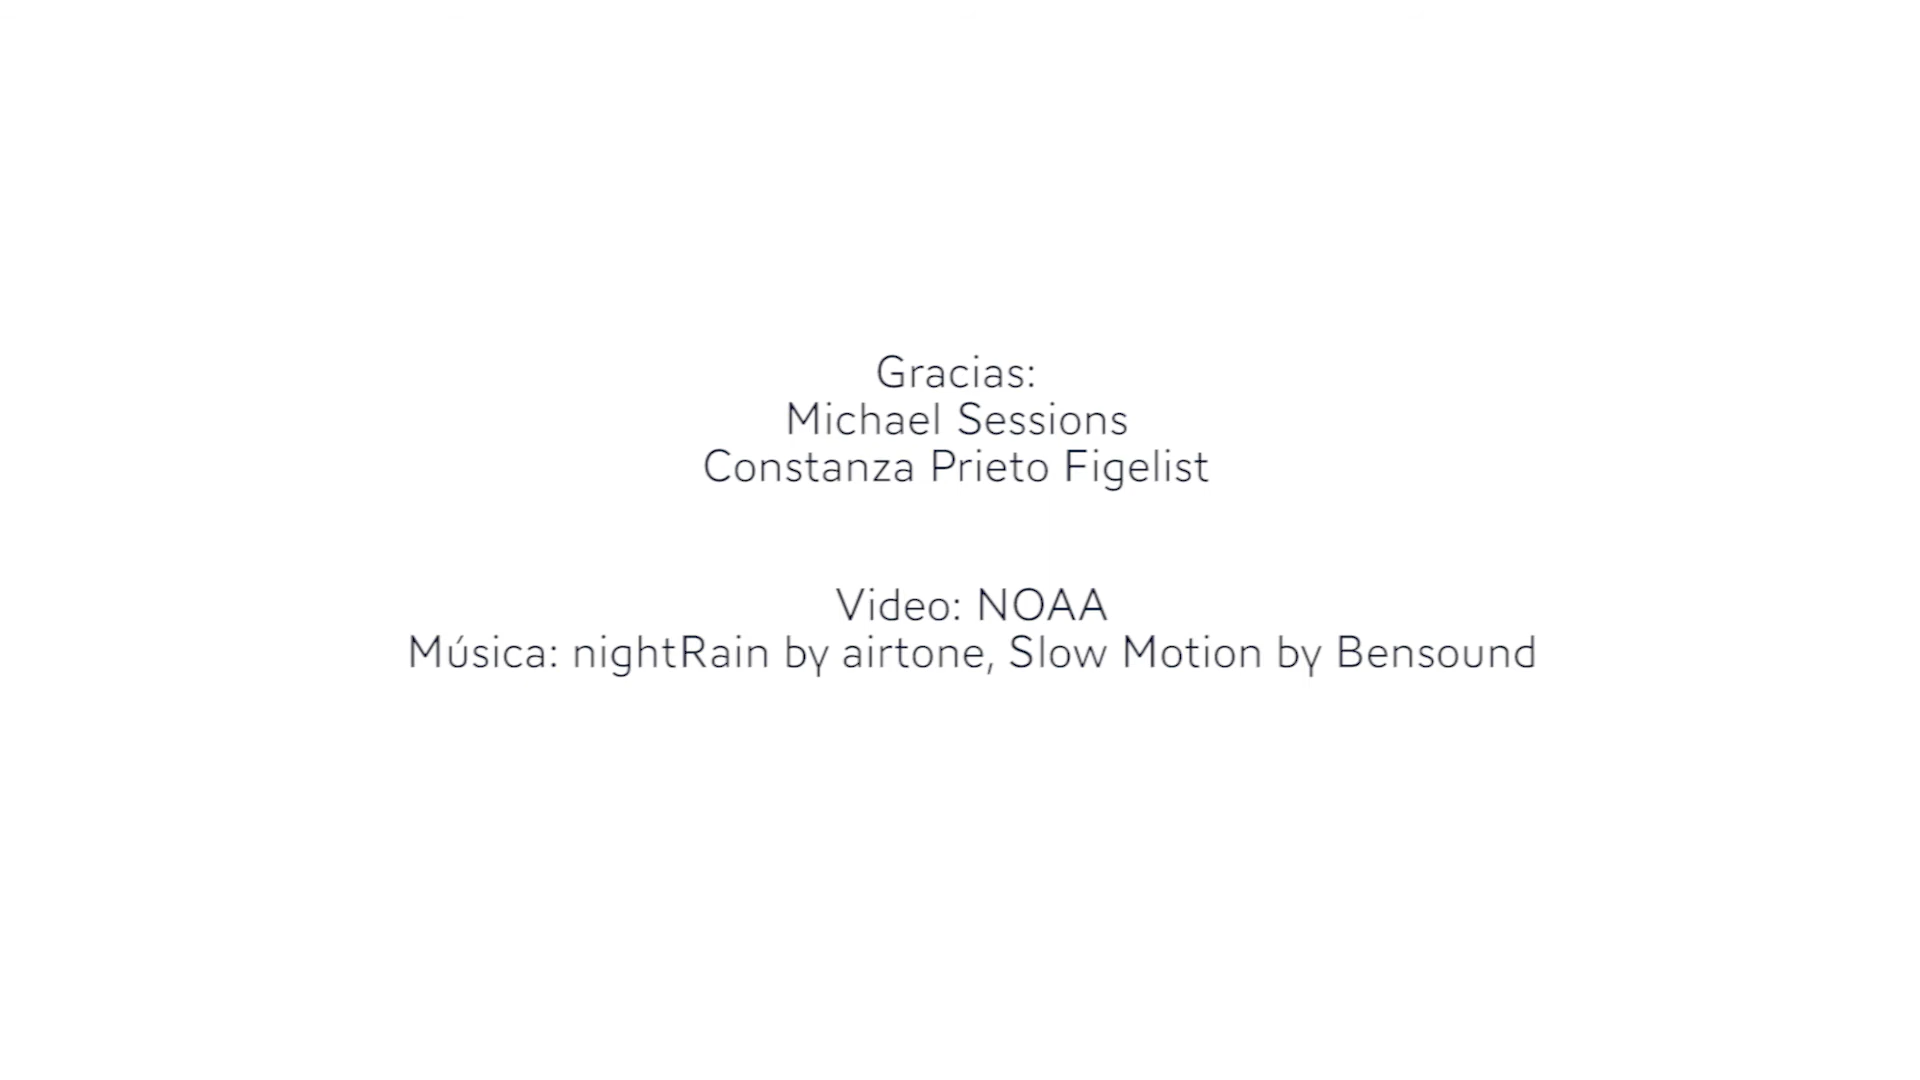 Gracias:
Michael Sessions
Constanza Prieto Figelist
Video: NOAA
Música: nightRain by airtone, Slow Motion by Bensound